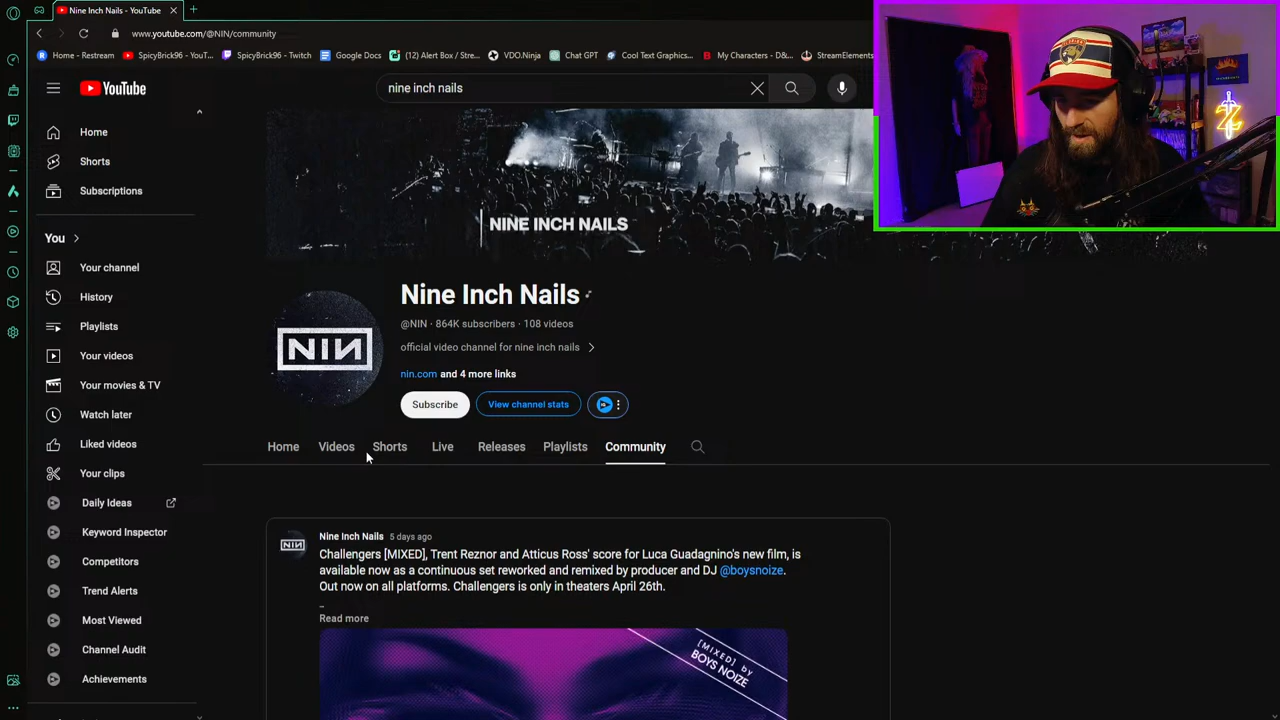 Nine Inch Nails - YouTube
www.youtube.com/@NIN/community
Home - Restream
SpicyBrick96 - YouT...
SpicyBrick96 - Twitch
Google Docs
(12) Alert Box / Stre...
VDO.Ninja
Chat GPT
Cool Text Graphics...
My Characters - D&...
StreamElements
YouTube
nine inch nails
Home
Shorts
Subscriptions
You
Your channel
History
Playlists
Your videos
Your movies & TV
Watch later
Liked videos
Your clips
Daily Ideas
Keyword Inspector
Competitors
Trend Alerts
Most Viewed
Channel Audit
Achievements
NINE INCH NAILS
NIN
Nine Inch Nails
@NIN · 864K subscribers · 108 videos
official video channel for nine inch nails
nin.com and 4 more links
Subscribe
View channel stats
Home
Videos
Shorts
Live
Releases
Playlists
Community
NIN
Nine Inch Nails 5 days ago
Challengers [MIXED], Trent Reznor and Atticus Ross' score for Luca Guadagnino's new film, is
available now as a continuous set reworked and remixed by producer and DJ @boysnoize.
Out now on all platforms. Challengers is only in theaters April 26th.
_
Read more
[MIXED] by
BOYS NOIZE